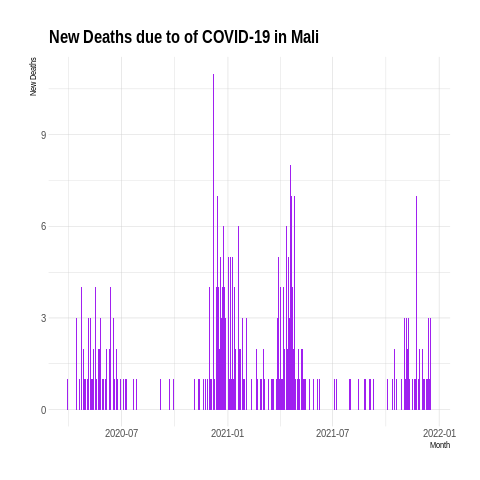 New Deaths due to of COVID-19 in Mali
New Deaths
9
6
3
0
2020-07 2021-01 2021-07 2022-01
Month